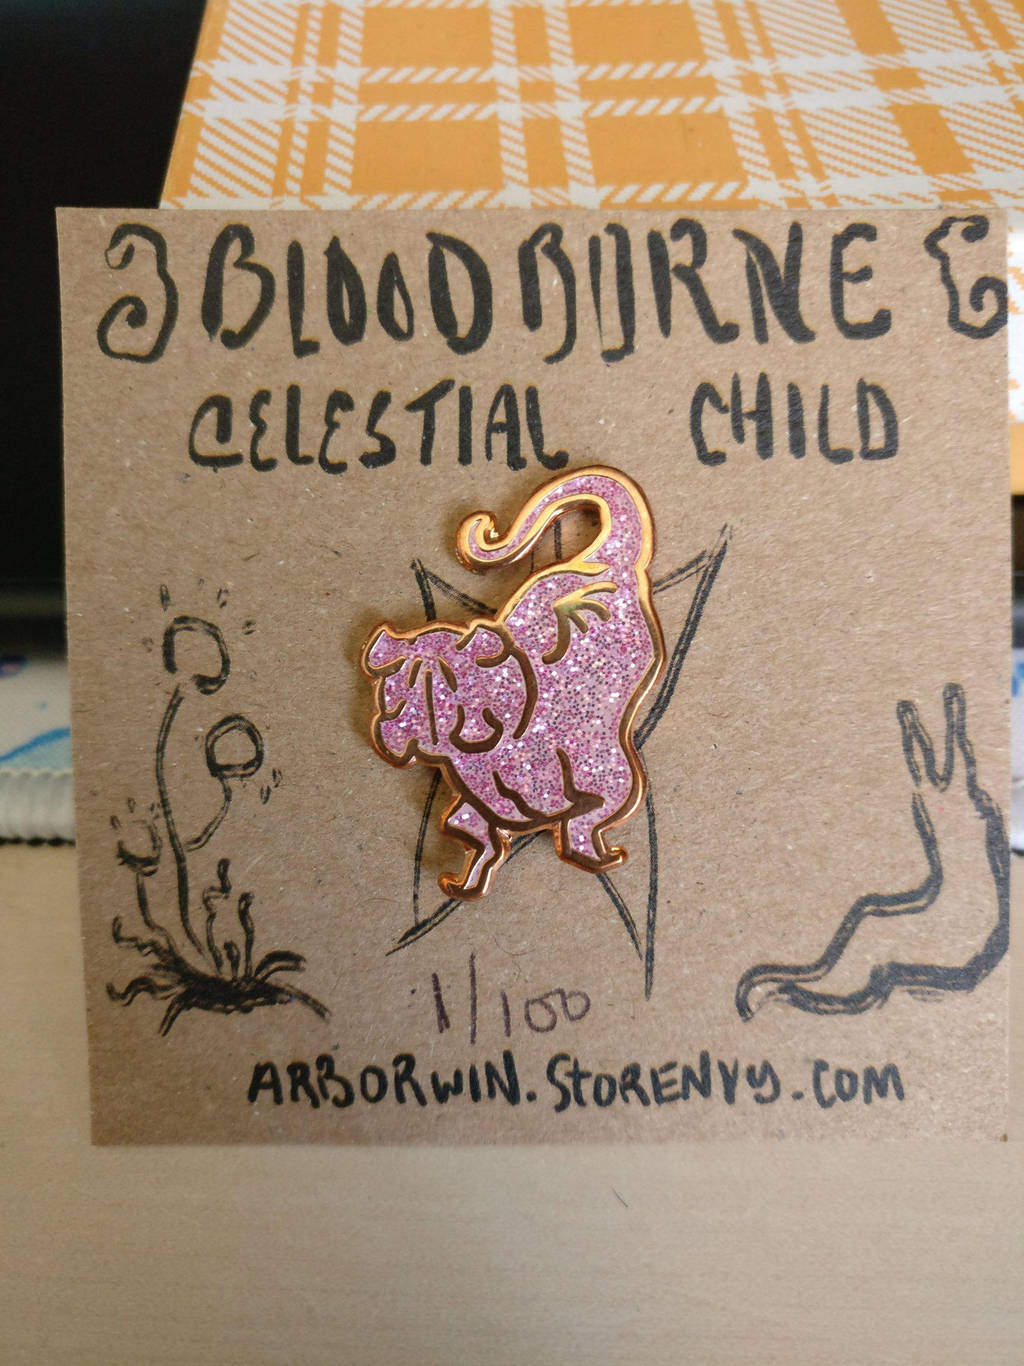 BLOODBORNE
CELESTIAL CHILD
1/100
ARBORWIN.STORENVY.COM